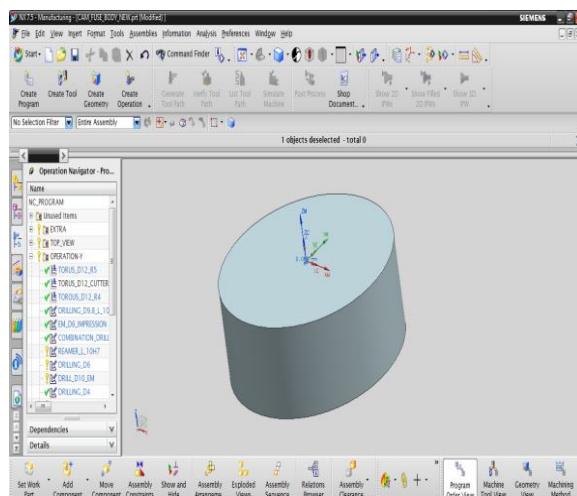 NX 7.5 - Manufacturing - [CAM_FUSE_BODY_NEW.prt (Modified) ]
SIEMENS
File Edit View Insert Format Tools Assemblies Information Analysis Preferences Window Help
Start Command Finder
Create Program
Create Tool
Create Geometry
Create Operation
Generate Tool Path
Verify Tool Path
List Tool Path
Simulate Machine
Post Process
Shop Document...
Show 2D IPWs
Show Filled 2D IPWs
Show 3D IPW
No Selection Filter
Entire Assembly
1 objects deselected - total 0
Operation Navigator - Pro...
Name
NC_PROGRAM
Unused Items
EXTRA
TOP_VIEW
OPERATION-Y
TORUS_D12_R5
TORUS_D12_CUTTER
TOROUS_D12_R4
DRILLING_D9.8_L_10
EM_D6_IMPRESSION
COMBINATION_DRILL
REAMER_L_10H7
DRILLING_D6
DRILL_D10_EM
DRILLING_D4
Dependencies
Details
Set Work Part
Add Component
Move Component
Assembly Constraints
Show and Hide
Assembly Arrangeme
Exploded Views
Assembly Sequence
Relations Browser
Assembly Clearance
Program Order View
Machine Tool View
Geometry View
Machining Method